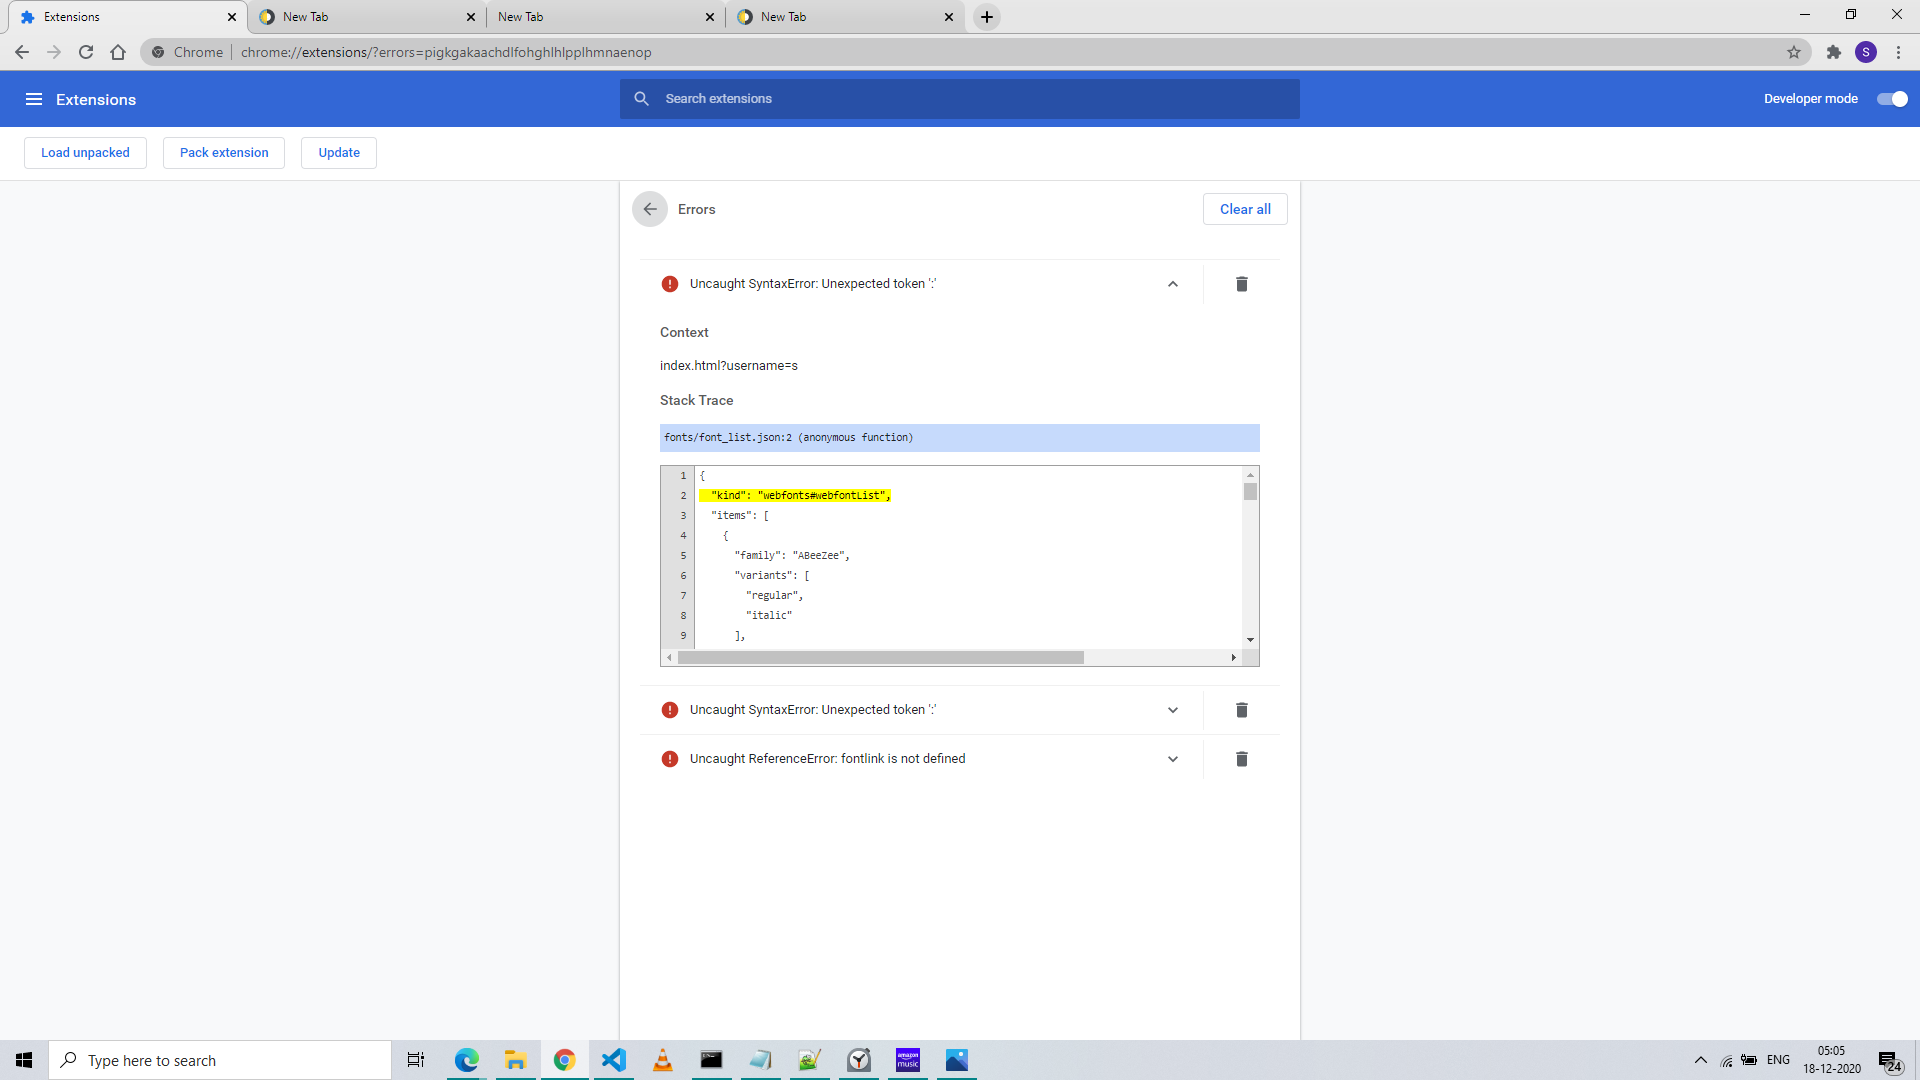 Extensions
New Tab
New Tab
New Tab
Chrome
chrome://extensions/?errors=pigkgakaachdlfohghlhlpplhmnaenop
S
Extensions
Search extensions
Developer mode
Load unpacked
Pack extension
Update
Errors
Clear all
Uncaught SyntaxError: Unexpected token ':'
Context
index.html?username=s
Stack Trace
fonts/font_list.json:2 (anonymous function)
1 {
2 "kind": "webfonts#webfontList",
3 "items": [
4 {
5 "family": "ABeeZee",
6 "variants": [
7 "regular",
8 "italic"
9 ],
Uncaught SyntaxError: Unexpected token ':'
Uncaught ReferenceError: fontlink is not defined
Type here to search
amazon music
ENG
05:05
18-12-2020
24